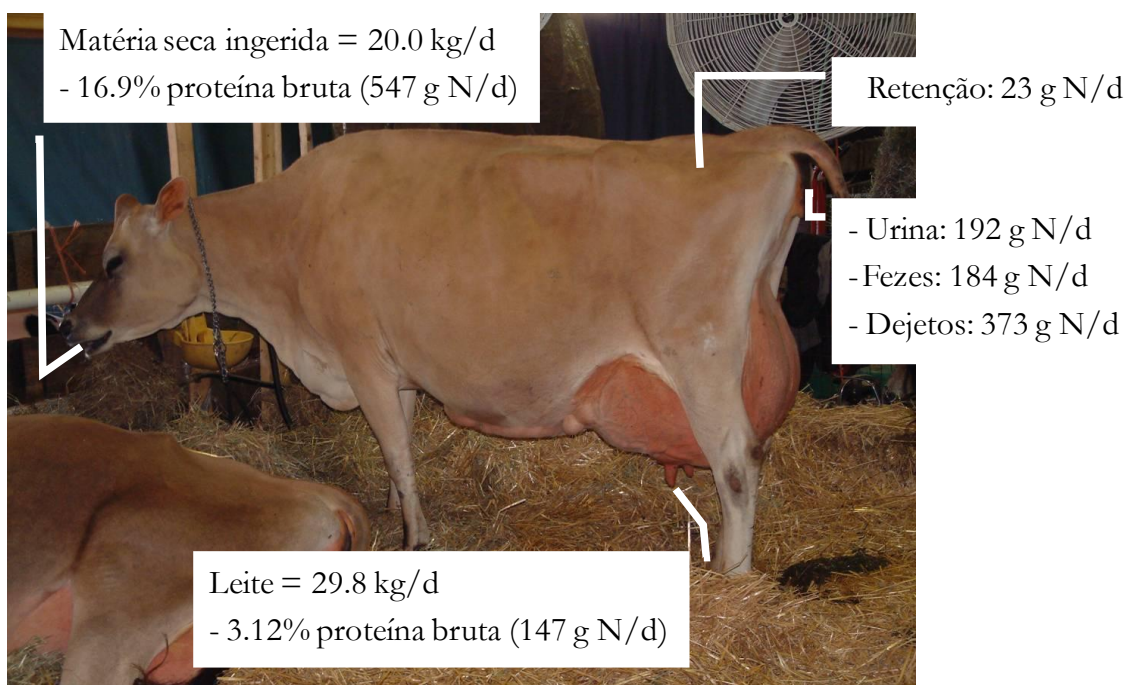 Matéria seca ingerida = 20.0 kg/d
- 16.9% proteína bruta (547 g N/d)
Retenção: 23 g N/d
- Urina: 192 g N/d
- Fezes: 184 g N/d
- Dejetos: 373 g N/d
Leite = 29.8 kg/d
- 3.12% proteína bruta (147 g N/d)